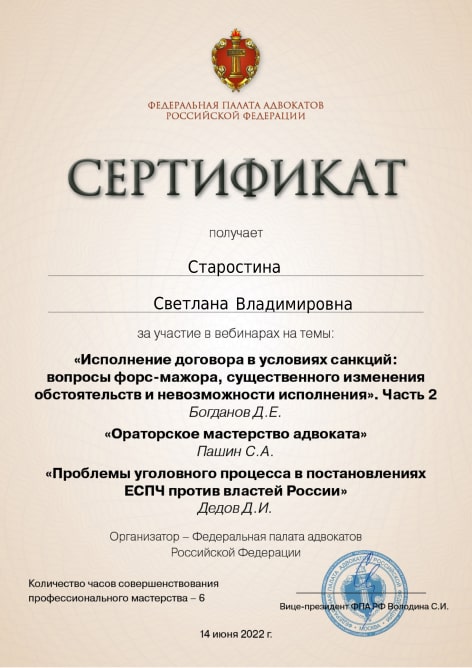 ФЕДЕРАЛЬНАЯ ПАЛАТА АДВОКАТОВ
РОССИЙСКОЙ ФЕДЕРАЦИИ
СЕРТИФИКАТ
получает
Старостина
Светлана Владимировна
за участие в вебинарах на темы:
«Исполнение договора в условиях санкций:
вопросы форс-мажора, существенного изменения
обстоятельств и невозможности исполнения». Часть 2
Богданов Д.Е.
«Ораторское мастерство адвоката»
Пашин С.А.
«Проблемы уголовного процесса в постановлениях
ЕСПЧ против властей России»
Дедов Д.И.
Организатор – Федеральная палата адвокатов
Российской Федерации
Количество часов совершенствования
профессионального мастерства – 6
Вице-президент ФПА РФ Володина С.И.
14 июня 2022 г.